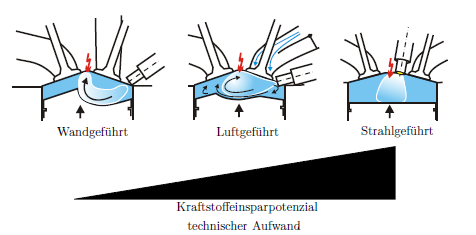 Wandgeführt
Luftgeführt
Strahlgeführt
Kraftstoffeinsparpotenzial
technischer Aufwand